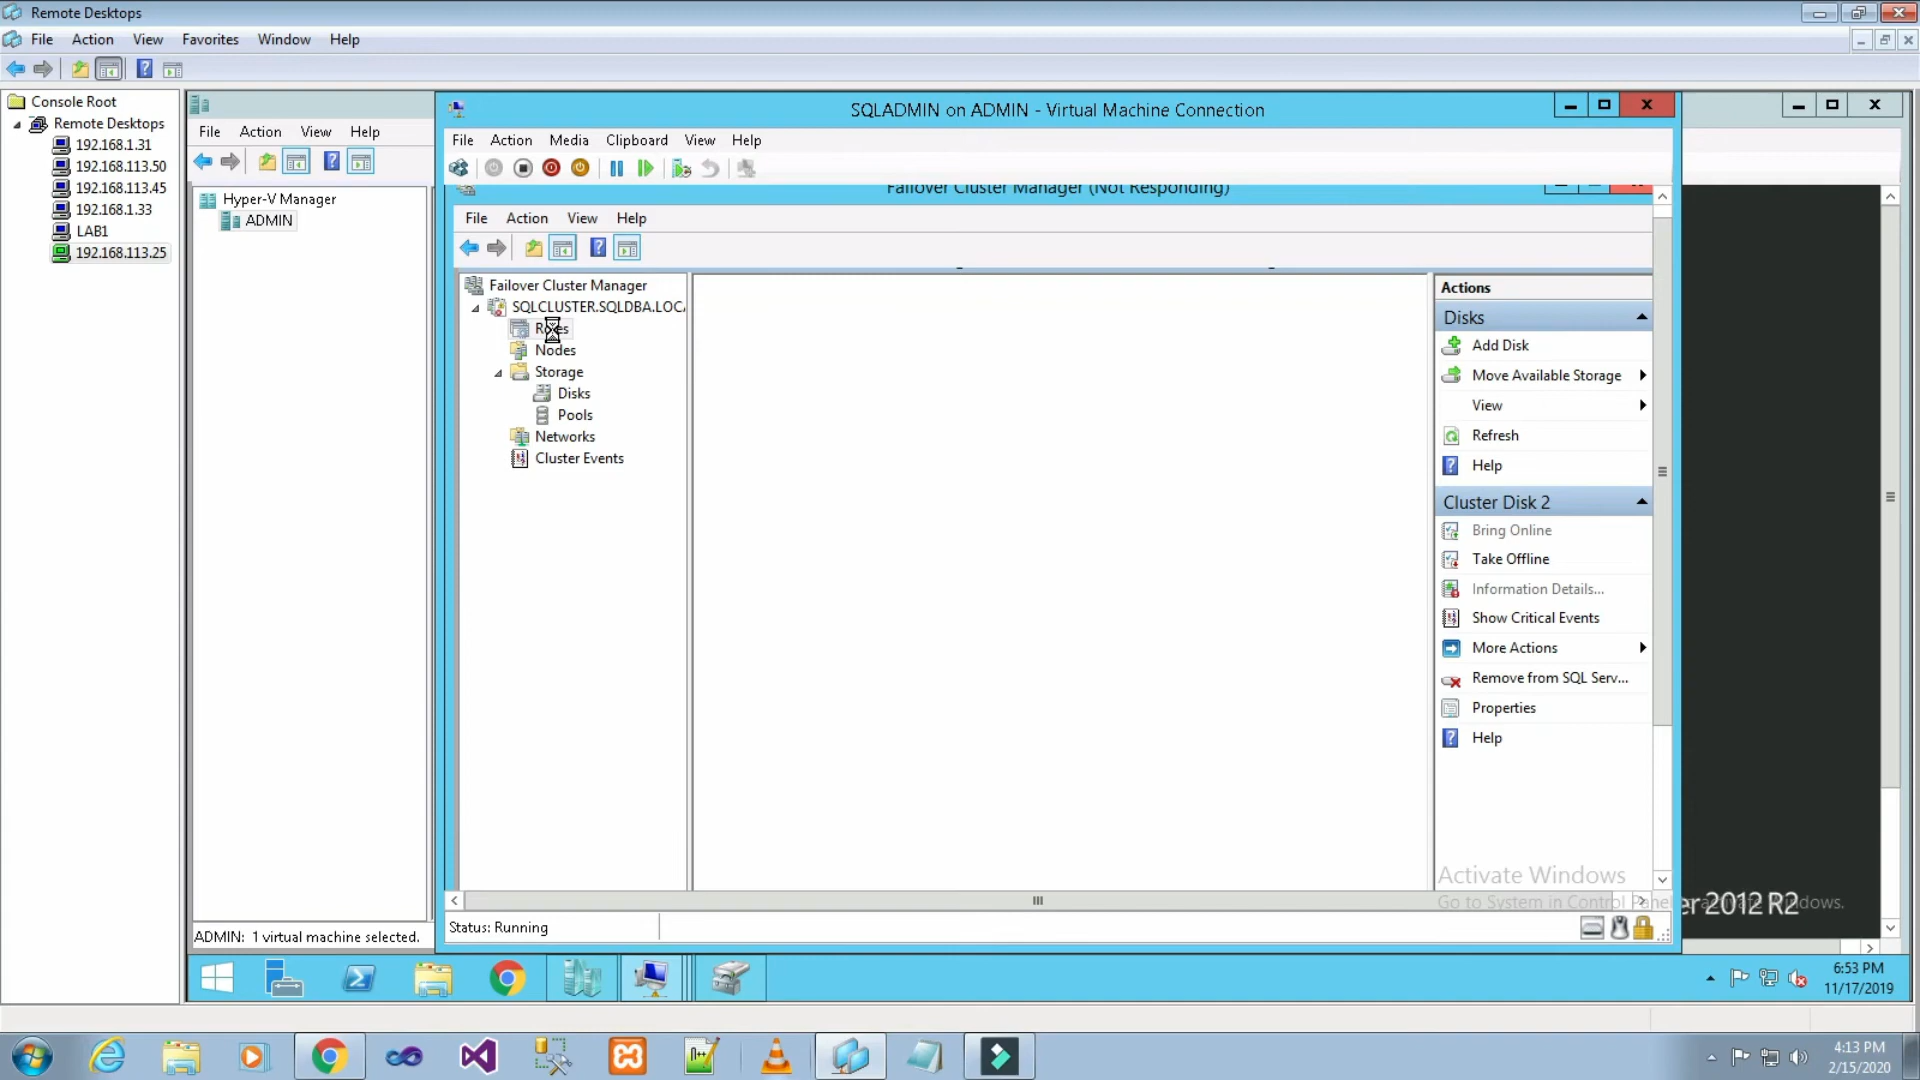 Remote Desktops
File Action View Favorites Window Help
Console Root
Remote Desktops
192.168.1.31
192.168.113.50
192.168.113.45
192.168.1.33
LAB1
192.168.113.25
File Action View Help
Hyper-V Manager
ADMIN
ADMIN: 1 virtual machine selected.
SQLADMIN on ADMIN - Virtual Machine Connection
File Action Media Clipboard View Help
Failover Cluster Manager (Not Responding)
File Action View Help
Failover Cluster Manager
SQLCLUSTER.SQLDBA.LOC
Roles
Nodes
Storage
Disks
Pools
Networks
Cluster Events
Actions
Disks
Add Disk
Move Available Storage
View
Refresh
Help
Cluster Disk 2
Bring Online
Take Offline
Information Details...
Show Critical Events
More Actions
Remove from SQL Serv...
Properties
Help
Activate Windows
Go to System in Control Panel
er 2012 R2
Status: Running
6:53 PM
11/17/2019
4:13 PM
2/15/2020